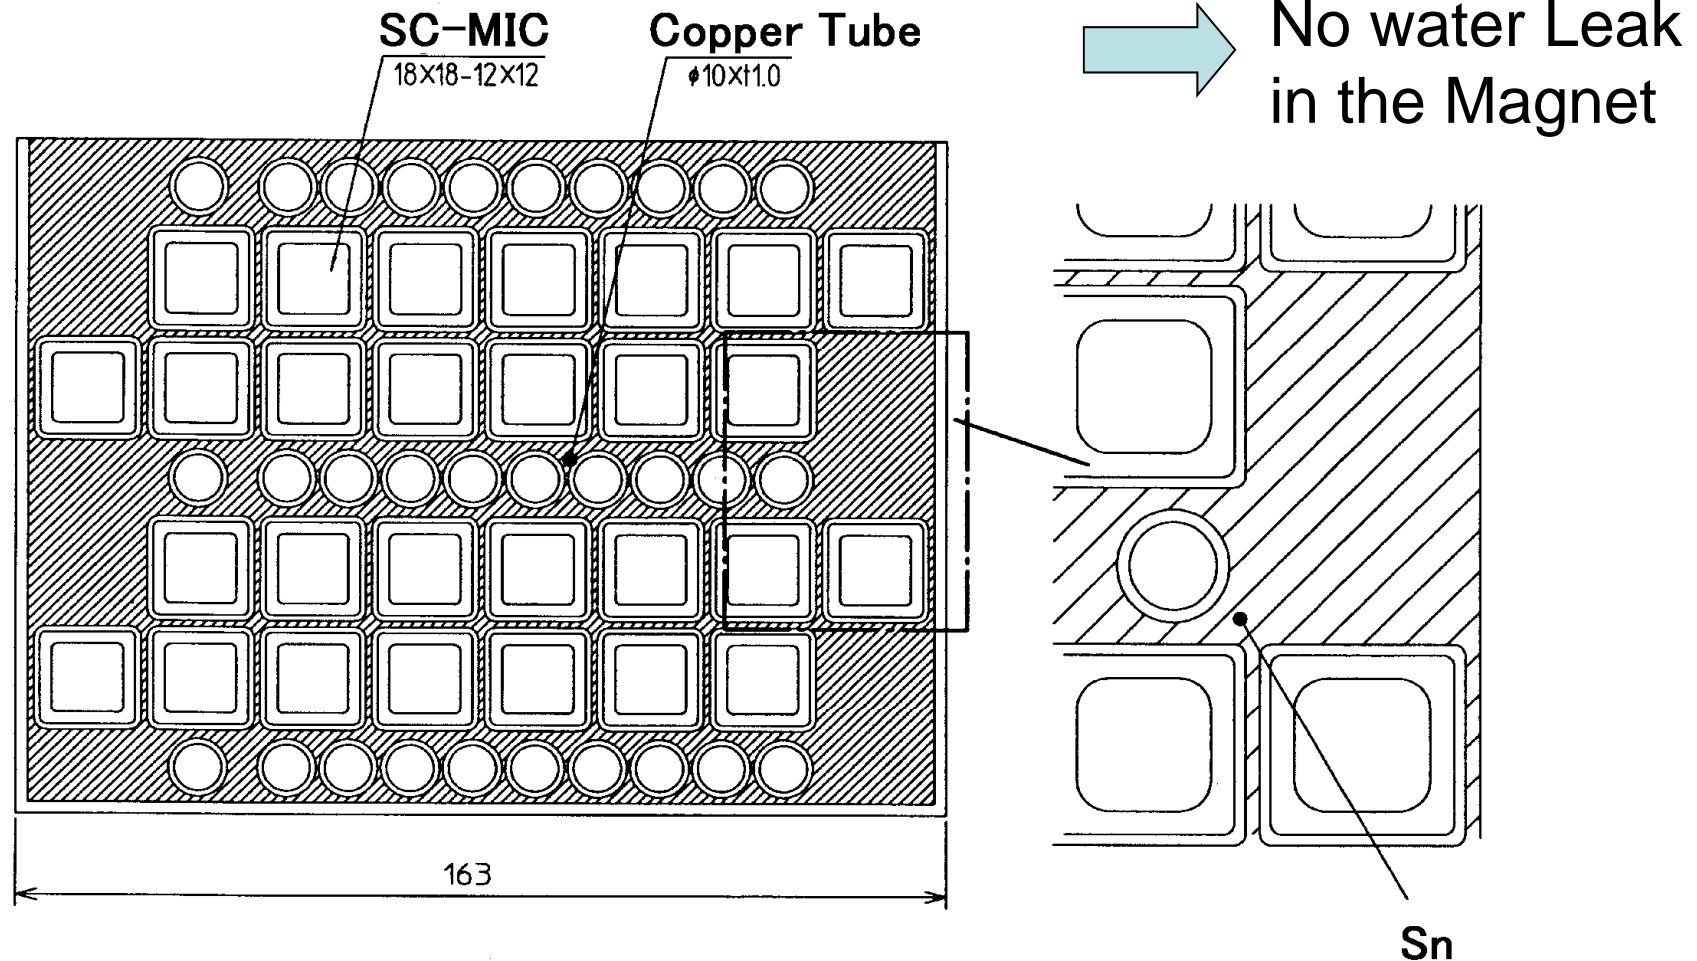 SC-MIC
18X18-12X12
Copper Tube
φ10Xt1.0
No water Leak
in the Magnet
163
Sn